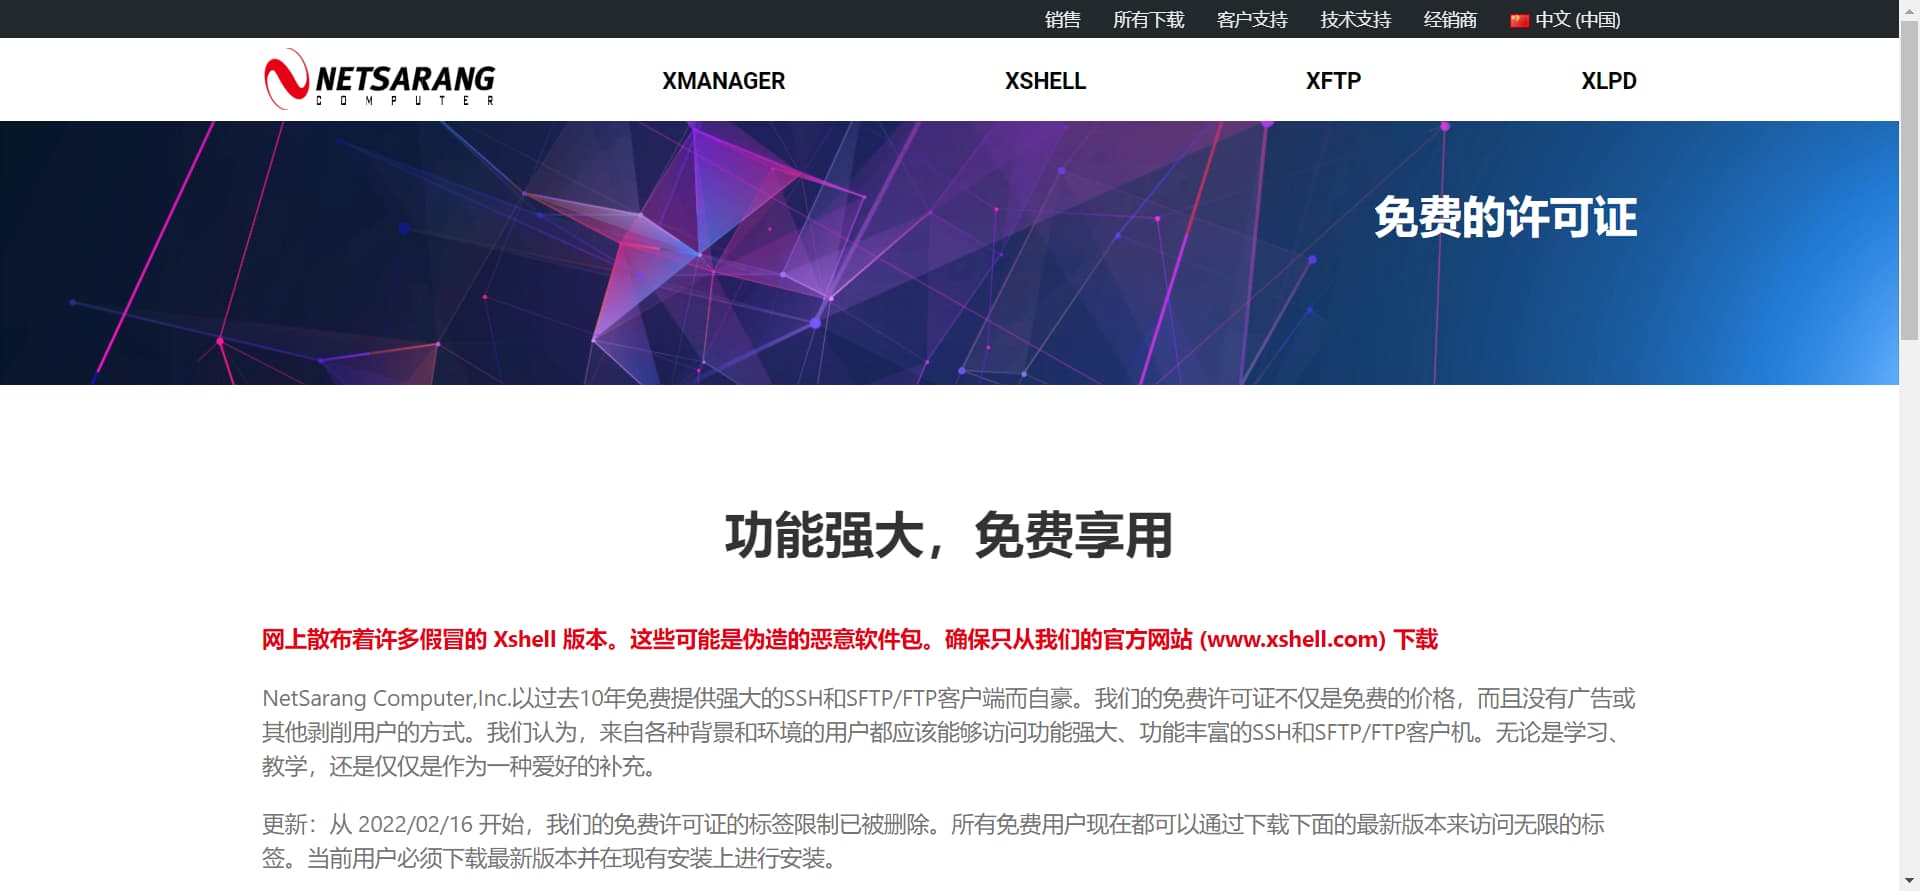 销售 所有下载 客户支持 技术支持 经销商 中文 (中国)
NETSARANG
COMPUTER
XMANAGER XSHELL XFTP XLPD
免费的许可证
功能强大，免费享用
网上散布着许多假冒的 Xshell 版本。这些可能是伪造的恶意软件包。确保只从我们的官方网站 (www.xshell.com) 下载
NetSarang Computer,Inc.以过去10年免费提供强大的SSH和SFTP/FTP客户端而自豪。我们的免费许可证不仅是免费的价格，而且没有广告或
其他剥削用户的方式。我们认为，来自各种背景和环境的用户都应该能够访问功能强大、功能丰富的SSH和SFTP/FTP客户机。无论是学习、
教学，还是仅仅是作为一种爱好的补充。
更新：从 2022/02/16 开始，我们的免费许可证的标签限制已被删除。所有免费用户现在都可以通过下载下面的最新版本来访问无限的标
签。当前用户必须下载最新版本并在现有安装上进行安装。